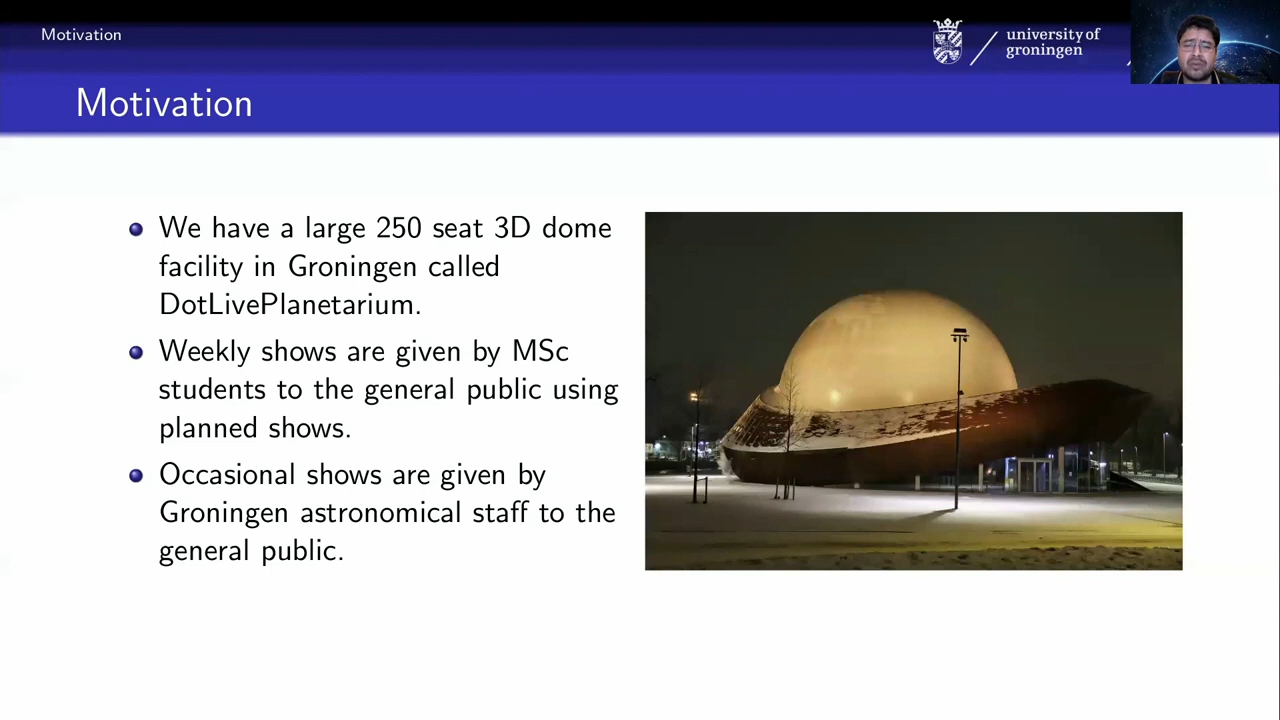 Motivation
university of
groningen
Motivation
We have a large 250 seat 3D dome
facility in Groningen called
DotLivePlanetarium.
Weekly shows are given by MSc
students to the general public using
planned shows.
Occasional shows are given by
Groningen astronomical staff to the
general public.